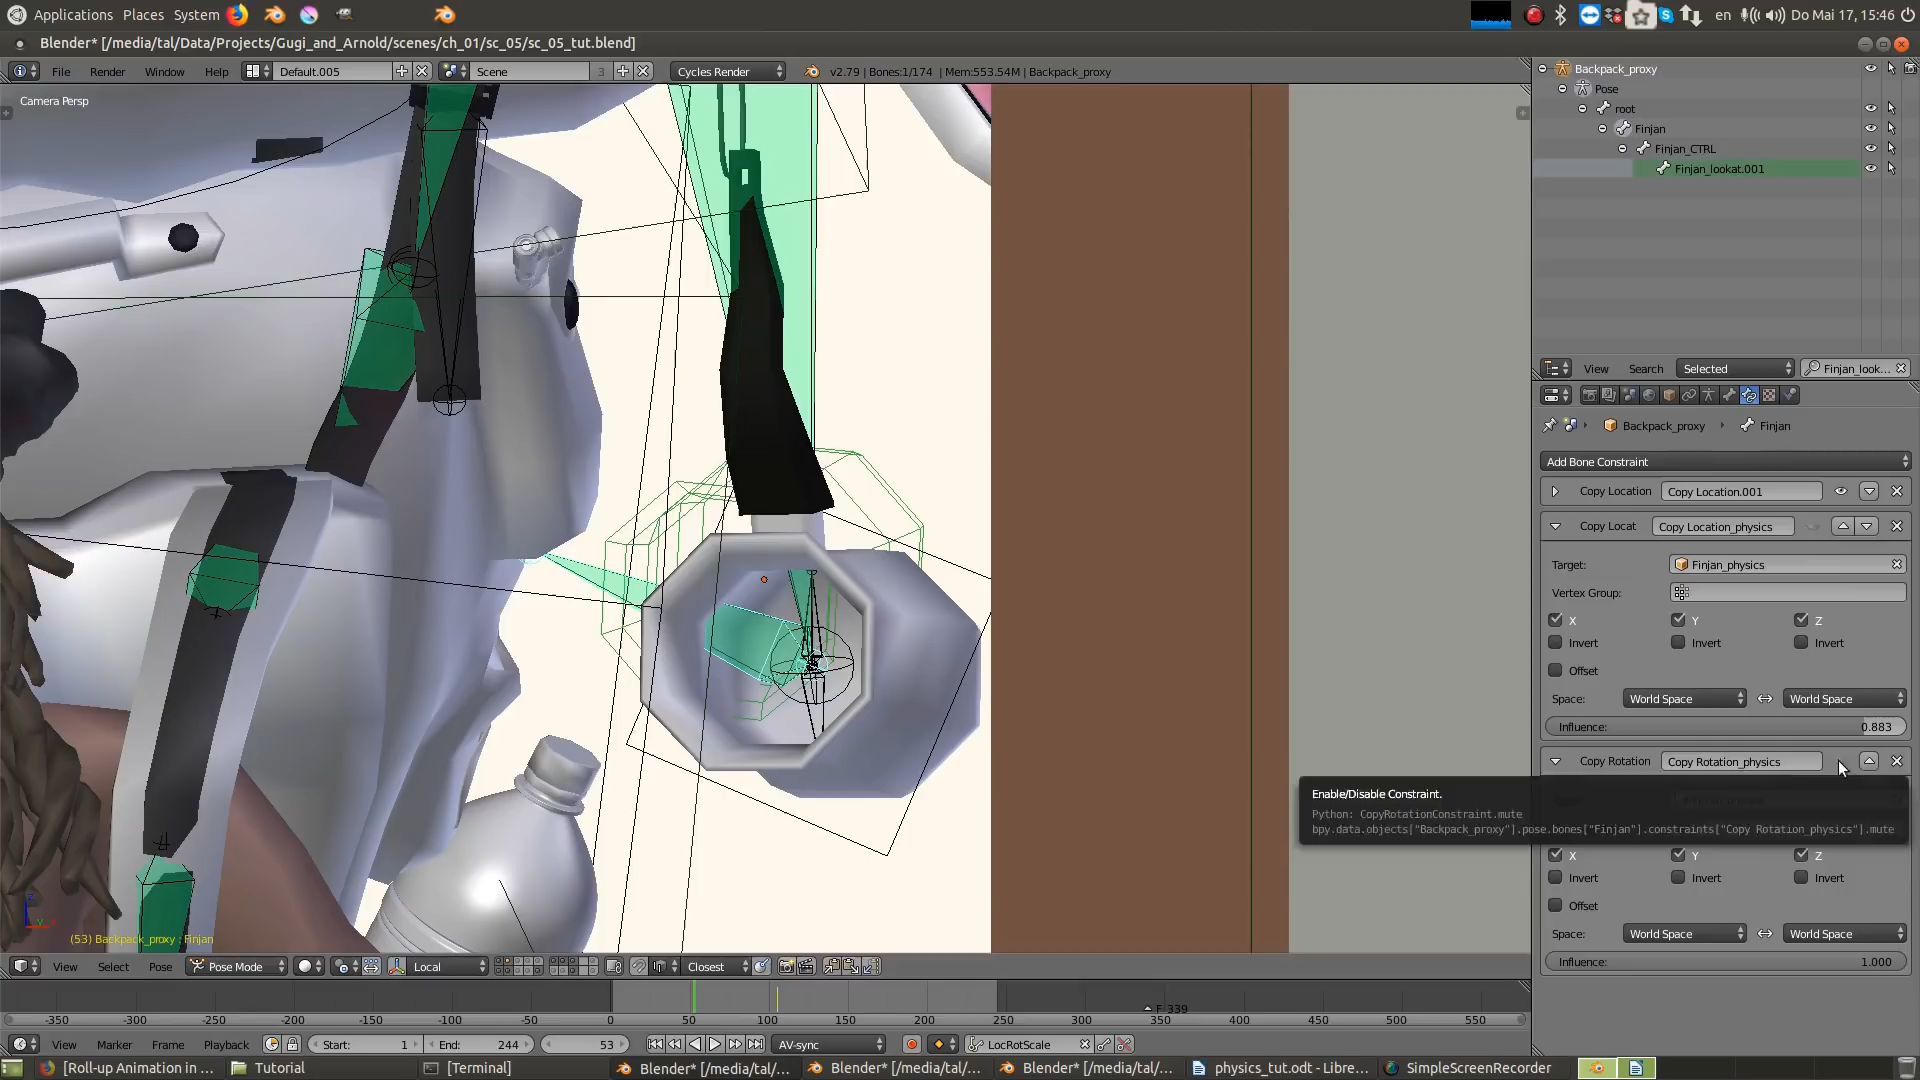 Applications Places System en Do Mai 17, 15:46
Blender* [/media/tal/Data/Projects/Gugi_and_Arnold/scenes/ch_01/sc_05/sc_05_tut.blend]
File Render Window Help Default.005 Scene 3 Cycles Render v2.79 | Bones:1/174 | Mem:553.54M | Backpack_proxy
Camera Persp
Backpack_proxy
Pose
root
Finjan
Finjan_CTRL
Finjan_lookat.001
View Search Selected Finjan_look...
Backpack_proxy Finjan
Add Bone Constraint
Copy Location Copy Location.001
Copy Locat Copy Location_physics
Target: Finjan_physics
Vertex Group:
X Y Z
Invert Invert Invert
Offset
Space: World Space World Space
Influence: 0.883
Copy Rotation Copy Rotation_physics
Enable/Disable Constraint.
Python: CopyRotationConstraint.mute
bpy.data.objects["Backpack_proxy"].pose.bones["Finjan"].constraints["Copy Rotation_physics"].mute
X Y Z
Invert Invert Invert
Offset
Space: World Space World Space
Influence: 1.000
(53) Backpack_proxy : Finjan
View Select Pose Pose Mode Local Closest
F 339
-350 -300 -250 -200 -150 -100 -50 0 50 100 150 200 250 300 350 400 450 500 550
View Marker Frame Playback Start: 1 End: 244 53 AV-sync LocRotScale
[Roll-up Animation in ... Tutorial [Terminal] Blender* [/media/tal/... Blender* [/media/tal/... Blender* [/media/tal/... physics_tut.odt - Libre... SimpleScreenRecorder